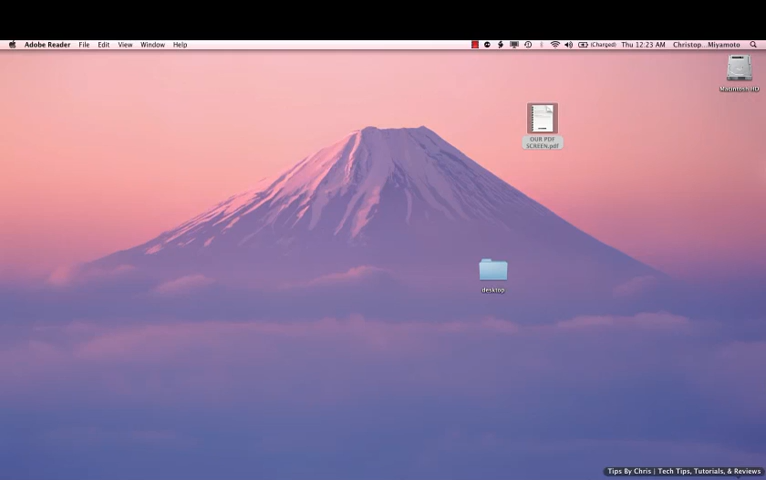 Adobe Reader File Edit View Window Help (Charged) Thu 12:23 AM Christop...Miyamoto
Macintosh HD
OUR PDF
SCREEN.pdf
desktop
Tips By Chris | Tech Tips, Tutorials, & Reviews